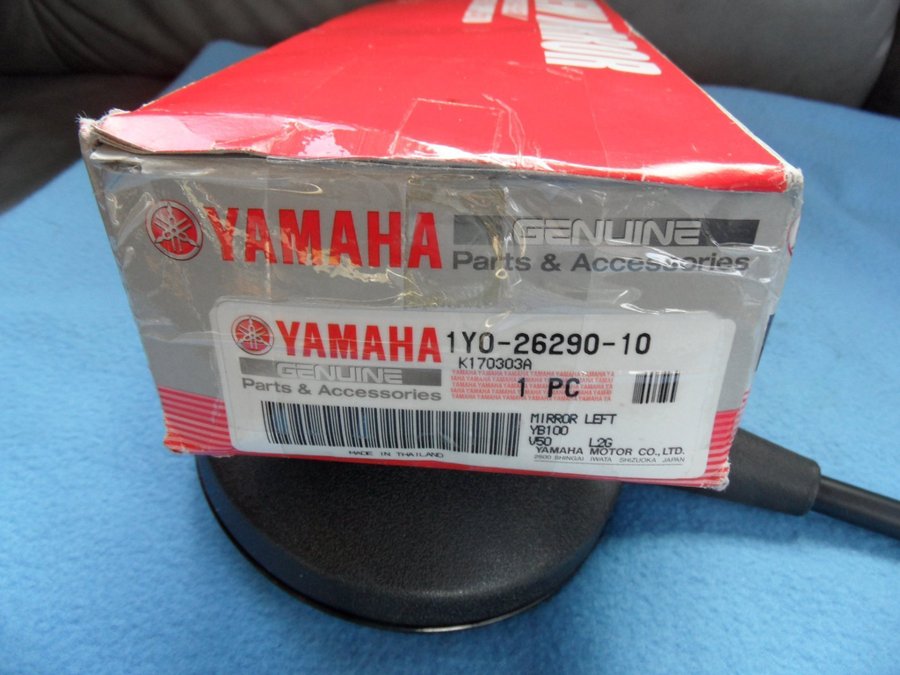 MIRROR
YAMAHA
GENUINE
Parts & Accessories
YAMAHA
GENUINE
Parts & Accessories
1Y0-26290-10
K170303A
1 PC
MIRROR LEFT
YB100
V50 L2G
YAMAHA MOTOR CO., LTD.
2500 SHINGAI IWATA SHIZUOKA JAPAN
MADE IN THAILAND